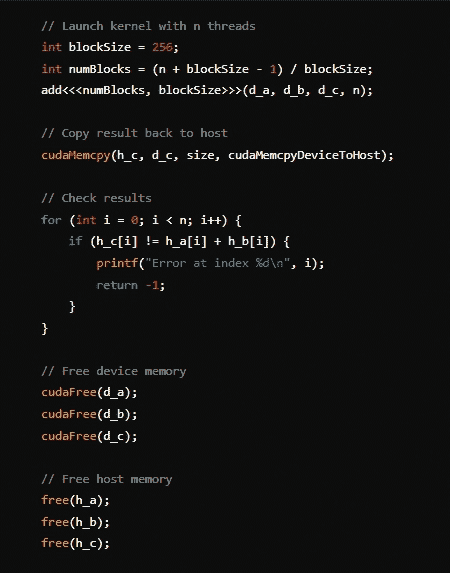 // Launch kernel with n threads
int blockSize = 256;
int numBlocks = (n + blockSize - 1) / blockSize;
add<<<numBlocks, blockSize>>>(d_a, d_b, d_c, n);
// Copy result back to host
cudaMemcpy(h_c, d_c, size, cudaMemcpyDeviceToHost);
// Check results
for (int i = 0; i < n; i++) {
if (h_c[i] != h_a[i] + h_b[i]) {
printf("Error at index %d\n", i);
return -1;
}
}
// Free device memory
cudaFree(d_a);
cudaFree(d_b);
cudaFree(d_c);
// Free host memory
free(h_a);
free(h_b);
free(h_c);